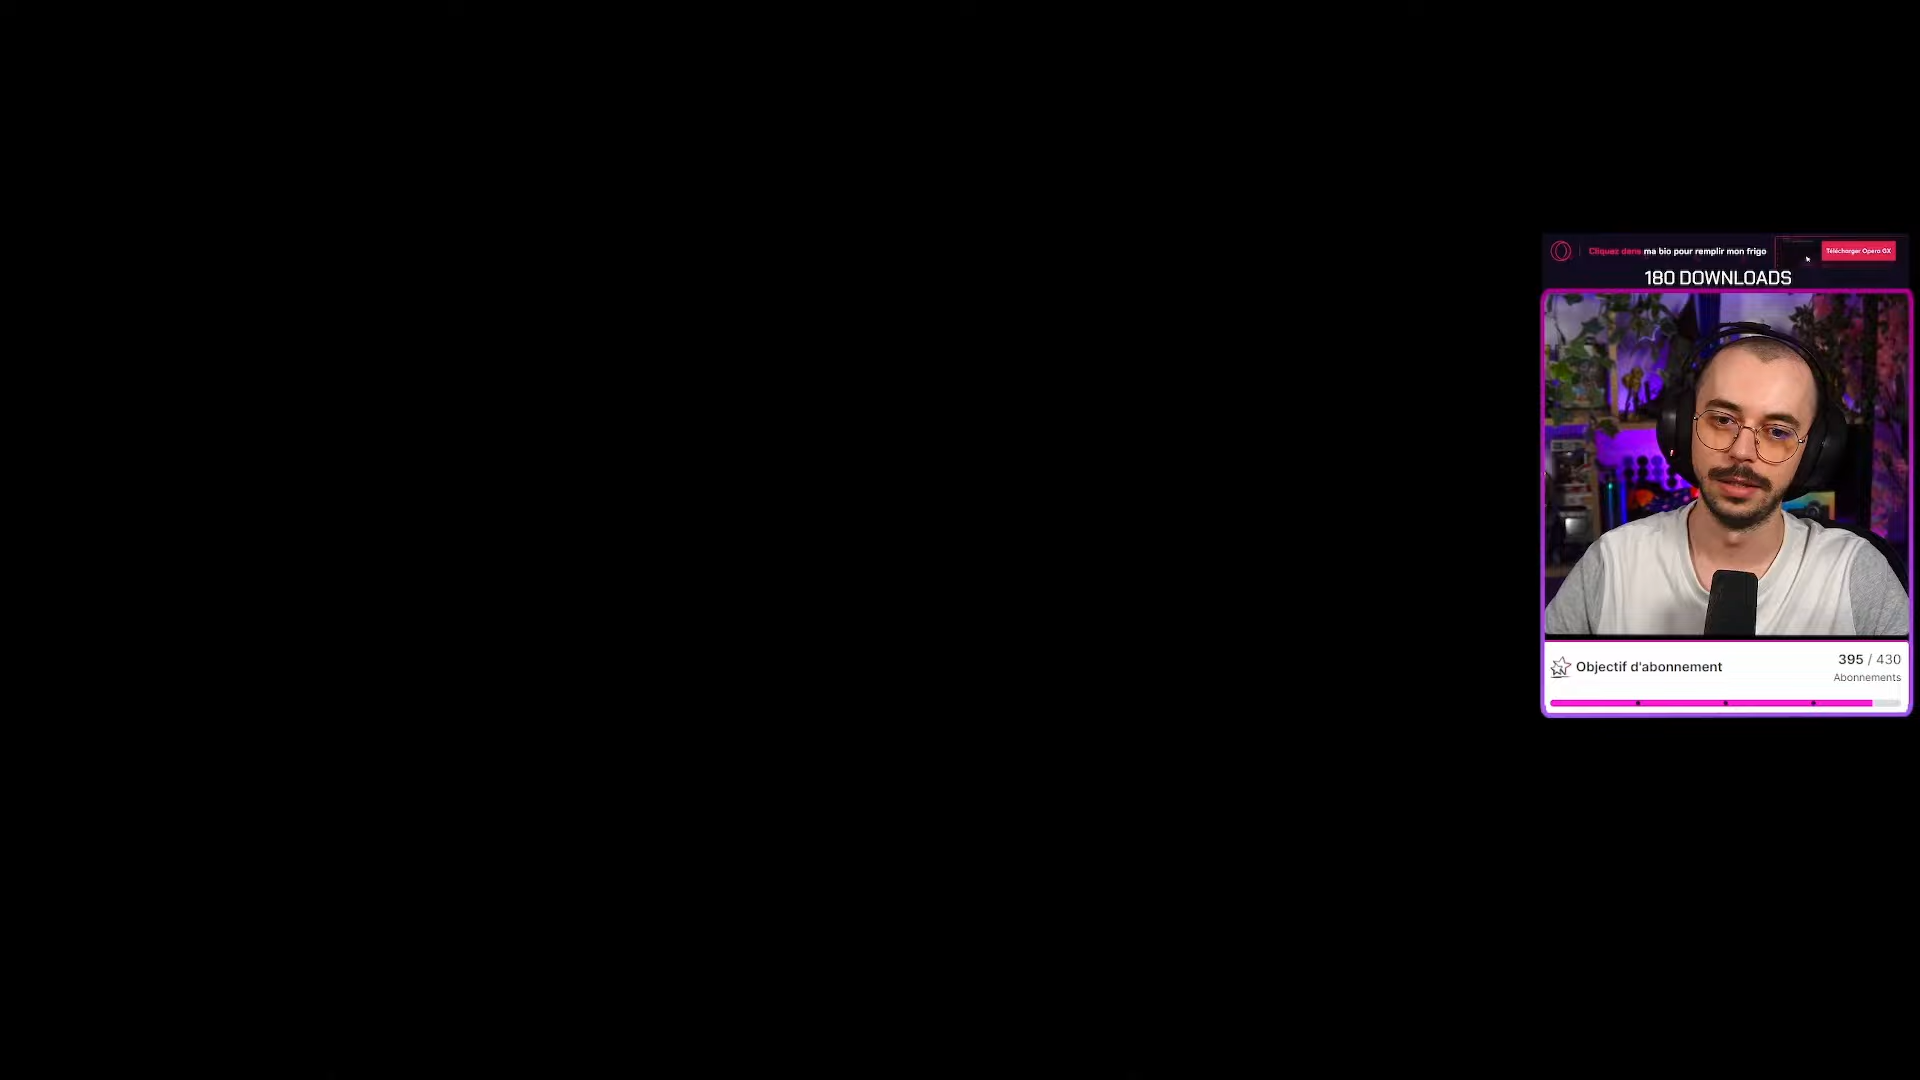 Cliquez dans ma bio pour remplir mon frigo
Télécharger Opera GX
180 DOWNLOADS
Objectif d'abonnement
395 / 430
Abonnements